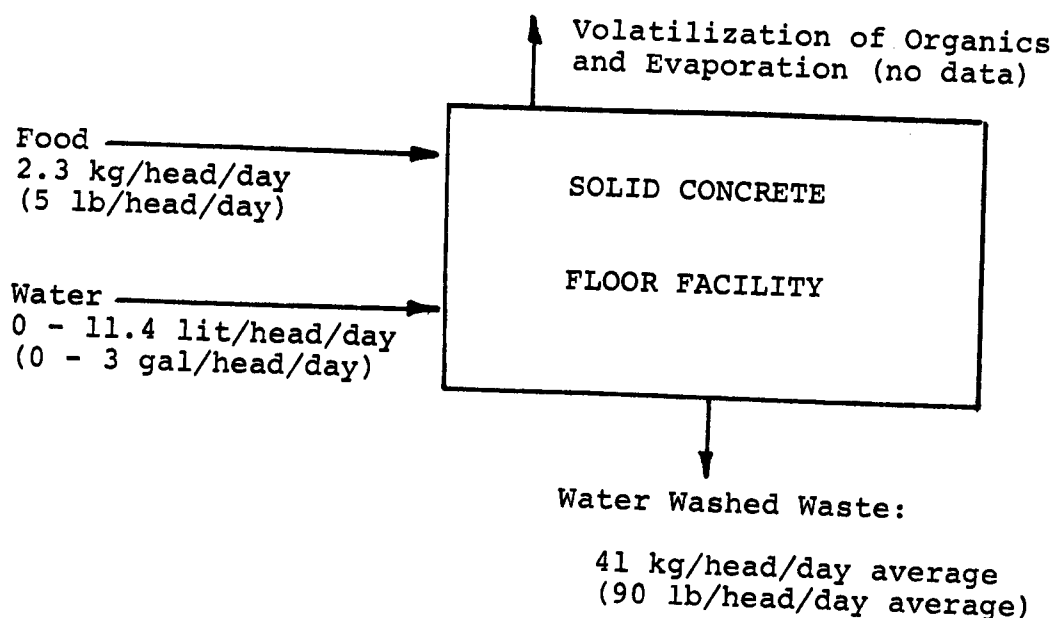 Volatilization of Organics
and Evaporation (no data)
Food
2.3 kg/head/day
(5 lb/head/day)
SOLID CONCRETE
FLOOR FACILITY
Water
0 - 11.4 lit/head/day
(0 - 3 gal/head/day)
Water Washed Waste:
41 kg/head/day average
(90 lb/head/day average)